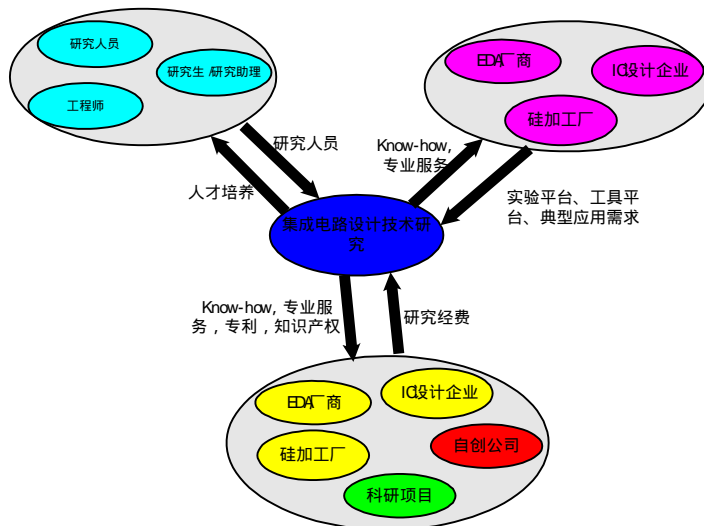 研究人员
研究生/研究助理
工程师
EDA厂商
IC设计企业
硅加工厂
研究人员
人才培养
Know-how,
专业服务
实验平台、工具平
台、典型应用需求
集成电路设计技术研
究
Know-how, 专业服
务，专利，知识产权
研究经费
EDA厂商
IC设计企业
硅加工厂
自创公司
科研项目